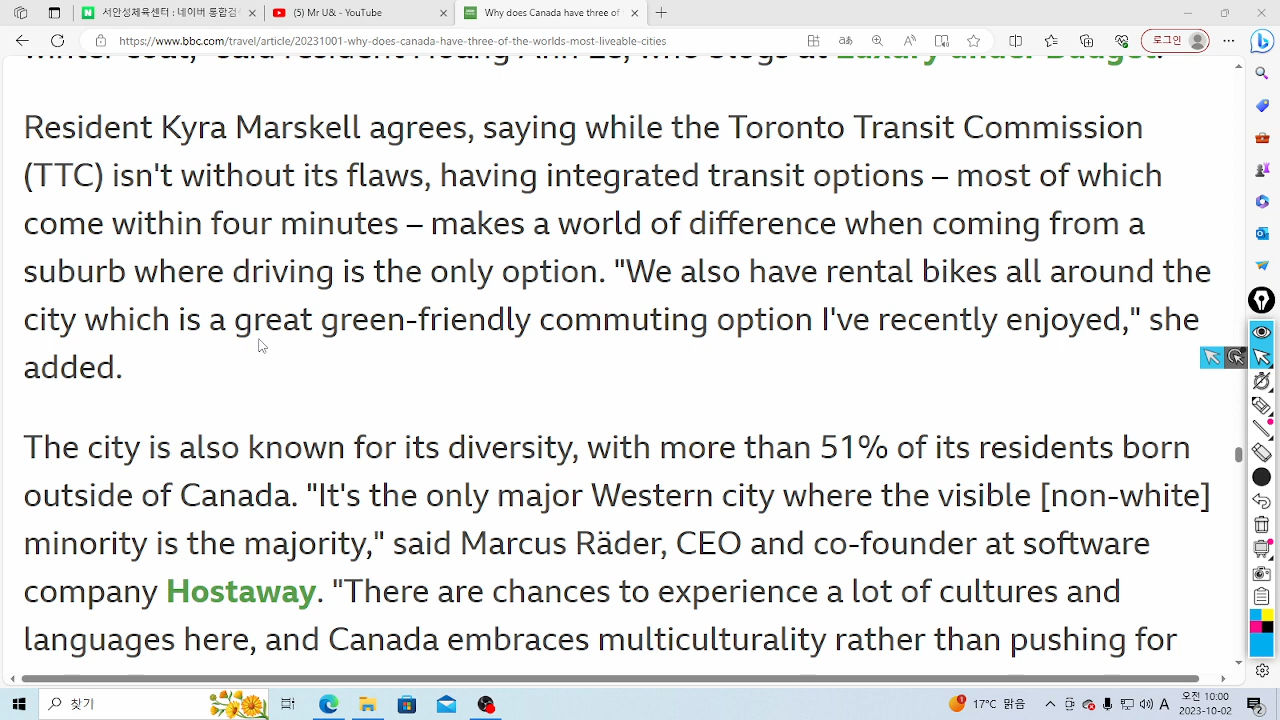 서안성체육센터 : 네이버 통합검색
(5) Mr U& - YouTube
Why does Canada have three of
https://www.bbc.com/travel/article/20231001-why-does-canada-have-three-of-the-worlds-most-liveable-cities
로그인
Resident Kyra Marskell agrees, saying while the Toronto Transit Commission
(TTC) isn't without its flaws, having integrated transit options – most of which
come within four minutes – makes a world of difference when coming from a
suburb where driving is the only option. "We also have rental bikes all around the
city which is a great green-friendly commuting option I've recently enjoyed," she
added.
The city is also known for its diversity, with more than 51% of its residents born
outside of Canada. "It's the only major Western city where the visible [non-white]
minority is the majority," said Marcus Räder, CEO and co-founder at software
company Hostaway. "There are chances to experience a lot of cultures and
languages here, and Canada embraces multiculturality rather than pushing for
찾기
1
17°C 맑음
A
오전 10:00
2023-10-02
2